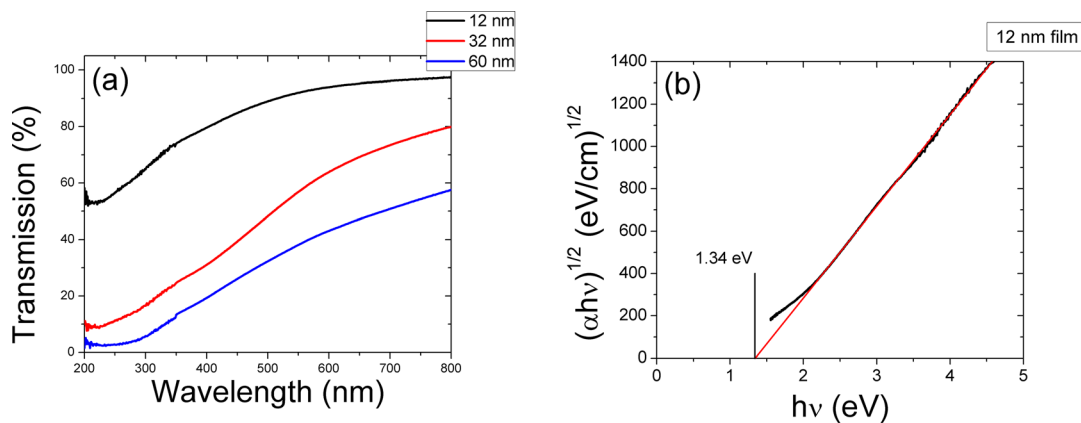 12 nm
32 nm
60 nm
(a)
Transmission (%)
100
80
60
40
20
0
200 300 400 500 600 700 800
Wavelength (nm)
12 nm film
(b)
(αhν)^1/2 (eV/cm)^1/2
1400
1200
1000
800
600
400
200
0
1.34 eV
0 1 2 3 4 5
hν (eV)